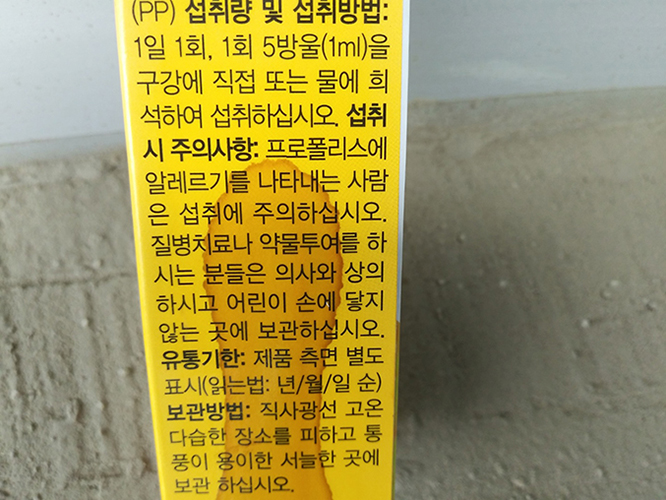 (PP) 섭취량 및 섭취방법:
1일 1회, 1회 5방울(1ml)을
구강에 직접 또는 물에 희
석하여 섭취하십시오. 섭취
시 주의사항: 프로폴리스에
알레르기를 나타내는 사람
은 섭취에 주의하십시오.
질병치료나 약물투여를 하
시는 분들은 의사와 상의
하시고 어린이 손에 닿지
않는 곳에 보관하십시오.
유통기한: 제품 측면 별도
표시(읽는법: 년/월/일 순)
보관방법: 직사광선 고온
다습한 장소를 피하고 통
풍이 용이한 서늘한 곳에
보관 하십시오.